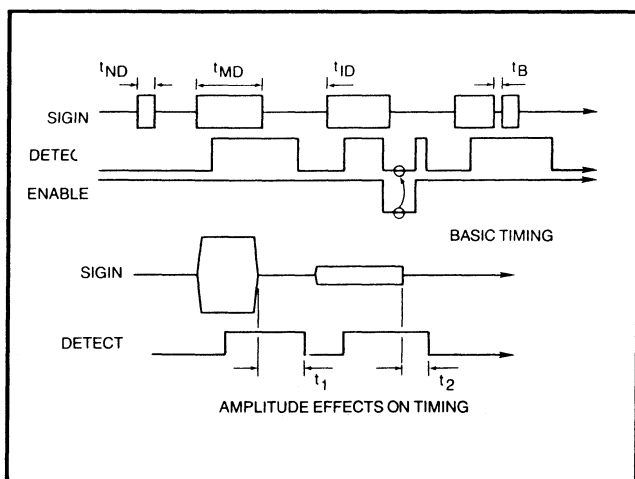 tND tMD tID tB
SIGIN
DETEC
ENABLE
BASIC TIMING
SIGIN
DETECT
t1 t2
AMPLITUDE EFFECTS ON TIMING